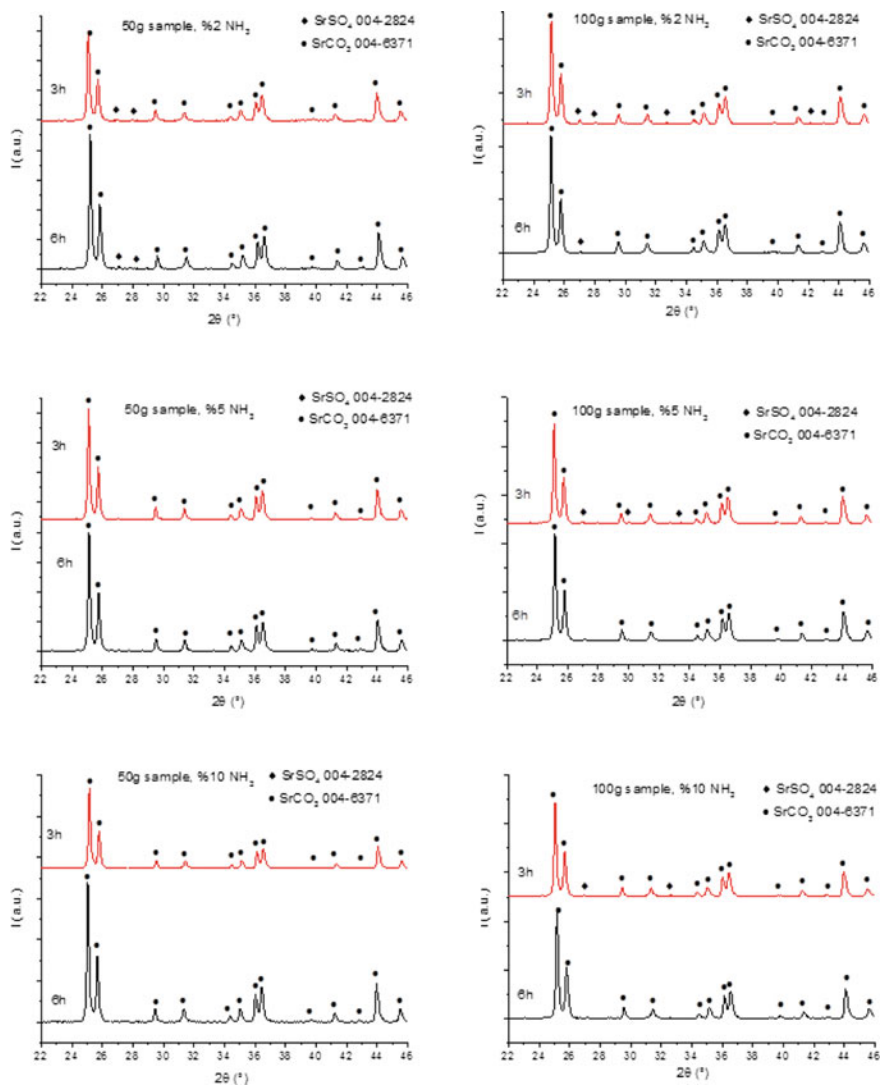 50g sample, %2 NH₃
◆ SrSO₄ 004-2824
● SrCO₃ 004-6371
3h
6h
I (a.u.)
22 24 26 28 30 32 34 36 38 40 42 44 46
2θ (°)
100g sample, %2 NH₃
◆ SrSO₄ 004-2824
● SrCO₃ 004-6371
3h
6h
I (a.u.)
22 24 26 28 30 32 34 36 38 40 42 44 46
2θ (°)
50g sample, %5 NH₃
◆ SrSO₄ 004-2824
● SrCO₃ 004-6371
3h
6h
I (a.u.)
22 24 26 28 30 32 34 36 38 40 42 44 46
2θ (°)
100g sample, %5 NH₃
◆ SrSO₄ 004-2824
● SrCO₃ 004-6371
3h
6h
I (a.u.)
22 24 26 28 30 32 34 36 38 40 42 44 46
2θ (°)
50g sample, %10 NH₃
◆ SrSO₄ 004-2824
● SrCO₃ 004-6371
3h
6h
I (a.u.)
22 24 26 28 30 32 34 36 38 40 42 44 46
2θ (°)
100g sample, %10 NH₃
◆ SrSO₄ 004-2824
● SrCO₃ 004-6371
3h
6h
I (a.u.)
22 24 26 28 30 32 34 36 38 40 42 44 46
2θ (°)